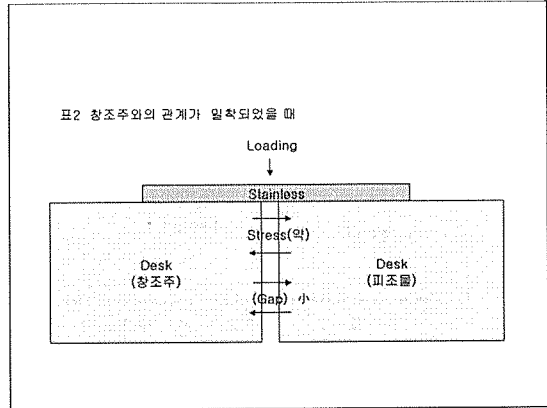 표2 창조주와의 관계가 밀착되었을 때
Loading
Stainless
Stress(약)
Desk
(창조주)
Desk
(피조물)
(Gap) 小